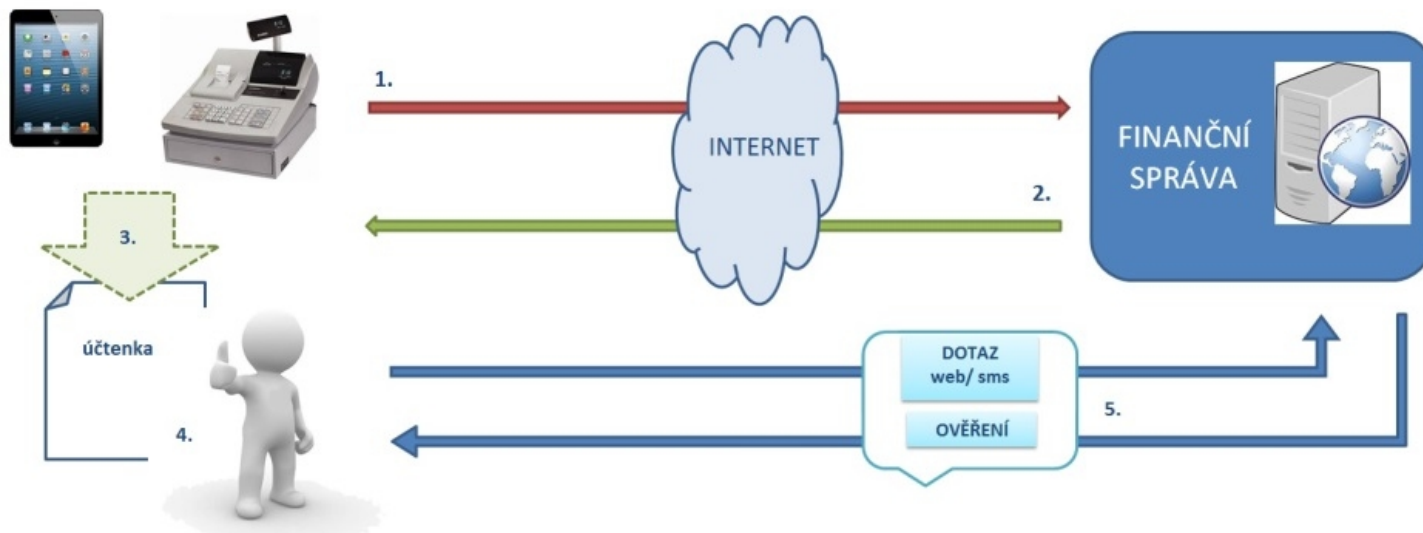 1.
INTERNET
FINANČNÍ
SPRÁVA
2.
3.
účtenka
DOTAZ
web/ sms
4.
5.
OVĚŘENÍ